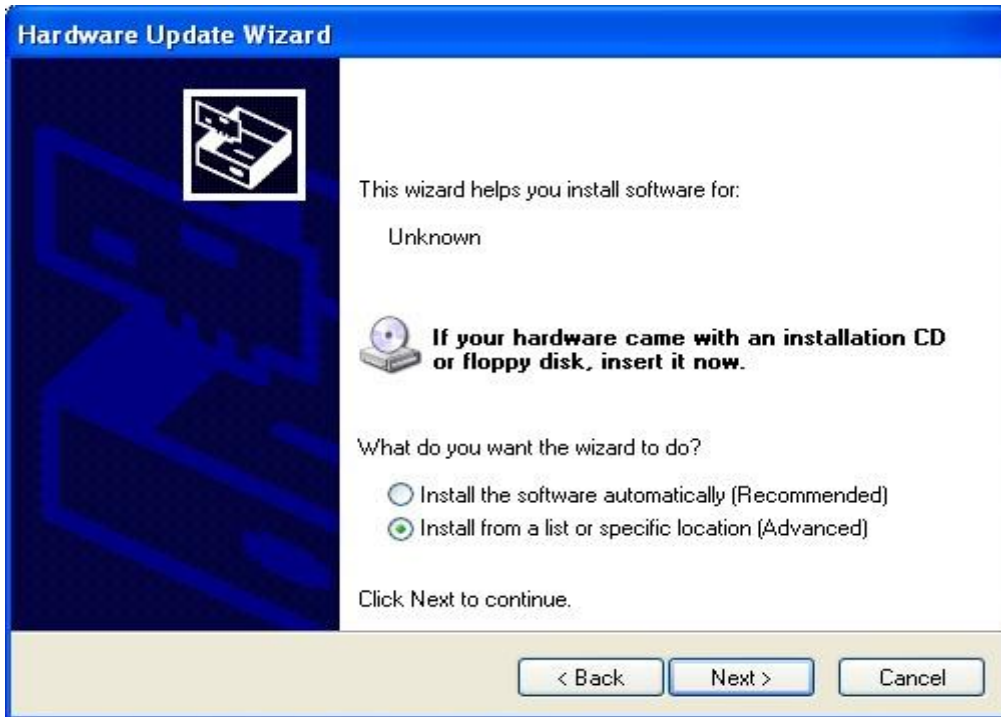 Hardware Update Wizard
This wizard helps you install software for:
Unknown
If your hardware came with an installation CD
or floppy disk, insert it now.
What do you want the wizard to do?
Install the software automatically (Recommended)
Install from a list or specific location (Advanced)
Click Next to continue.
< Back
Next >
Cancel